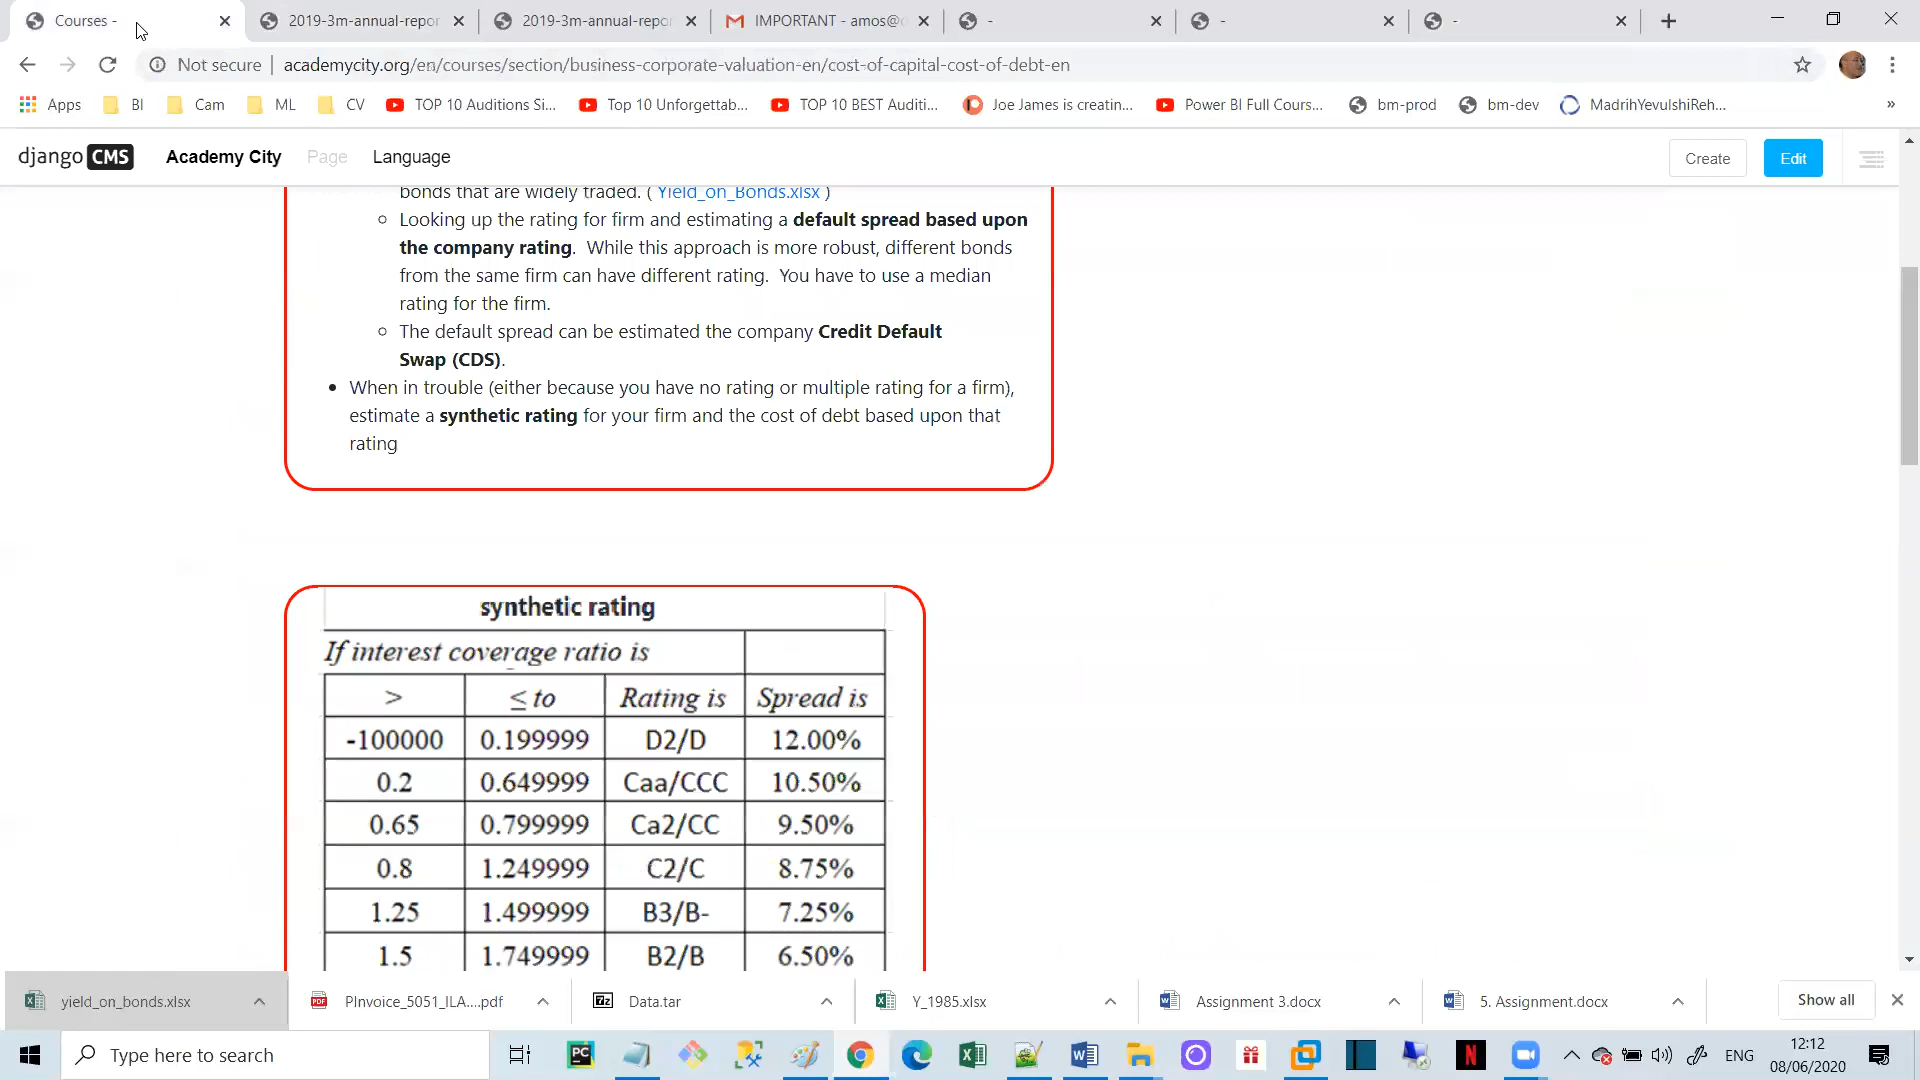 Courses -
2019-3m-annual-repor
2019-3m-annual-repor
IMPORTANT - amos@
-
-
-
Not secure | academycity.org/en/courses/section/business-corporate-valuation-en/cost-of-capital-cost-of-debt-en
Apps
BI
Cam
ML
CV
TOP 10 Auditions Si...
Top 10 Unforgettab...
TOP 10 BEST Auditi...
Joe James is creatin...
Power BI Full Cours...
bm-prod
bm-dev
MadrihYevulshiReh...
»
django CMS
Academy City
Page
Language
Create
Edit
bonds that are widely traded. ( Yield_on_Bonds.xlsx )
Looking up the rating for firm and estimating a default spread based upon
the company rating.  While this approach is more robust, different bonds
from the same firm can have different rating.  You have to use a median
rating for the firm.
The default spread can be estimated the company Credit Default
Swap (CDS).
When in trouble (either because you have no rating or multiple rating for a firm),
estimate a synthetic rating for your firm and the cost of debt based upon that
rating
synthetic rating
If interest coverage ratio is
> ≤ to Rating is Spread is
-100000 0.199999 D2/D 12.00%
0.2 0.649999 Caa/CCC 10.50%
0.65 0.799999 Ca2/CC 9.50%
0.8 1.249999 C2/C 8.75%
1.25 1.499999 B3/B- 7.25%
1.5 1.749999 B2/B 6.50%
yield_on_bonds.xlsx
PInvoice_5051_ILA....pdf
Data.tar
Y_1985.xlsx
Assignment 3.docx
5. Assignment.docx
Show all
Type here to search
ENG
12:12
08/06/2020